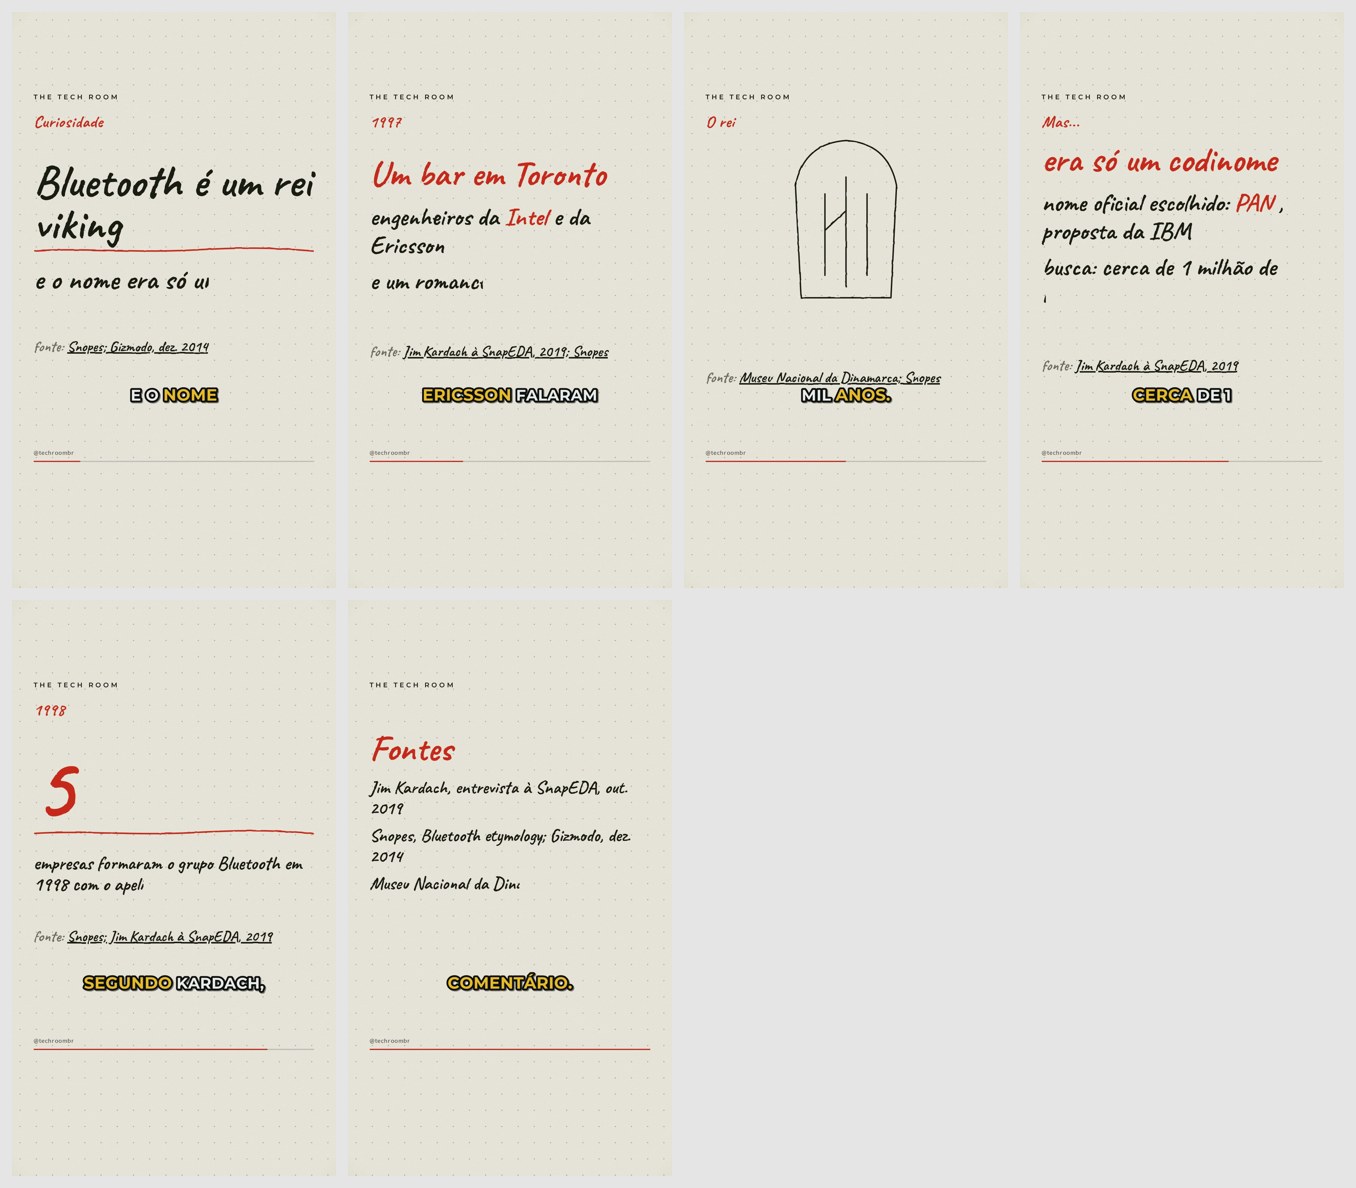 THE TECH ROOM
Curiosidade
Bluetooth é um rei
viking
e o nome era só
fonte: Snopes; Gizmodo, dez. 2014
E O NOME
@techroombr
THE TECH ROOM
1997
Um bar em Toronto
engenheiros da Intel e da
Ericsson
e um
fonte: Jim Kardach à SnapEDA, 2019; Snopes
ERICSSON FALARAM
@techroombr
THE TECH ROOM
O rei
fonte: Museu Nacional da Dinamarca; Snopes
MIL ANOS.
@techroombr
THE TECH ROOM
Mas...
era só um codinome
nome oficial escolhido: PAN ,
proposta da IBM
busca: cerca de 1 milhão de
fonte: Jim Kardach à SnapEDA, 2019
CERCA DE 1
@techroombr
THE TECH ROOM
1998
5
empresas formaram o grupo Bluetooth em
1998 com o
fonte: Snopes; Jim Kardach à SnapEDA, 2019
SEGUNDO KARDACH,
@techroombr
THE TECH ROOM
Fontes
Jim Kardach, entrevista à SnapEDA, out.
2019
Snopes, Bluetooth etymology; Gizmodo, dez.
2014
Museu Nacional da
COMENTÁRIO.
@techroombr